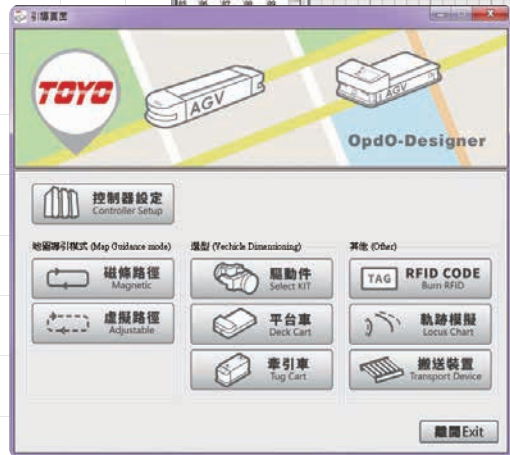 引導頁面
TOYO
AGV
AGV
OpdO-Designer
控制器設定
Controller Setup
地圖導引模式 (Map Guidance mode)
磁條路徑
Magnetic
虛擬路徑
Adjustable
選型 (Vechicle Dimensioning)
驅動件
Select KIT
平台車
Deck Cart
牽引車
Tug Cart
其他 (Other)
TAG
RFID CODE
Burn RFID
軌跡模擬
Locus Chart
搬送裝置
Transport Device
離開Exit